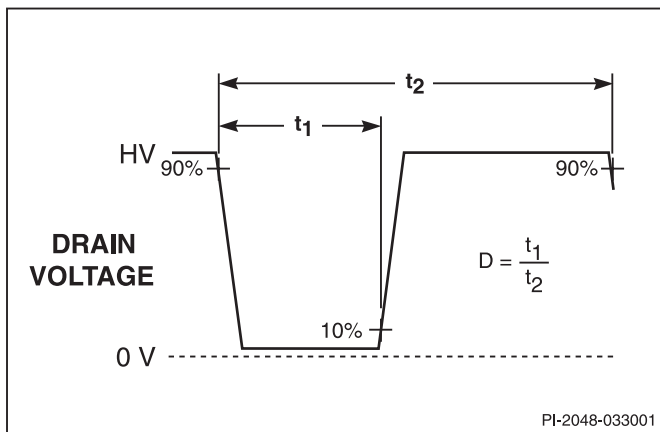 t2
t1
HV
90%
90%
DRAIN
VOLTAGE
D = t1/t2
10%
0 V
PI-2048-033001